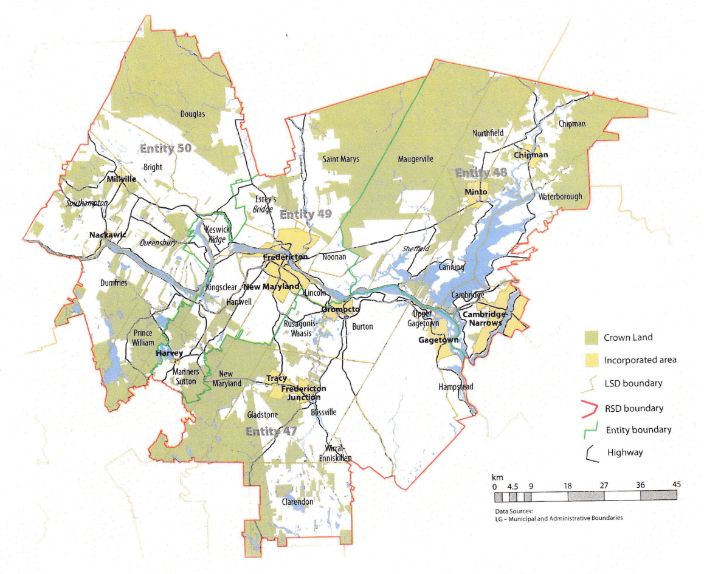 Douglas
Chipman
Northfield
Entity 50
Saint Marys
Maugerville
Chipman
Bright
Entity 48
Millville
Minto
Waterborough
Estey's
Bridge
Southampton
Entity 49
Nackawic
Keswick
Ridge
Queensbury
Sheffield
Fredericton
Noonan
Canning
Dumfries
Kingsclear
New Maryland
Lincoln
Cambridge
Hanwell
Oromocto
Upper
Gagetown
Cambridge-
Narrows
Rusagonis-
Waasis
Burton
Prince
William
Gagetown
Harvey
Manners
Sutton
New
Maryland
Tracy
Fredericton
Junction
Hampstead
Gladstone
Blissville
Entity 47
Wirral-
Enniskillen
Clarendon
Crown Land
Incorporated area
LSD boundary
RSD boundary
Entity boundary
Highway
km
0 4.5 9 18 27 36 45
Data Sources:
LG – Municipal and Administrative Boundaries